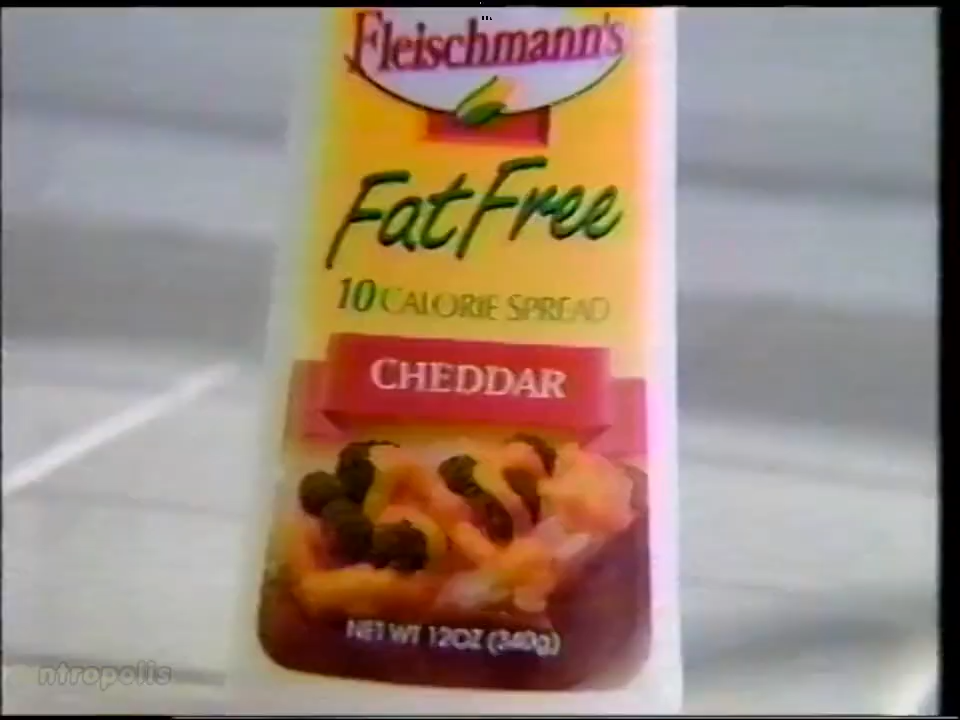 Fleischmann's
Fat Free
10 CALORIE SPREAD
CHEDDAR
NET WT 12OZ (340g)
ntropolis